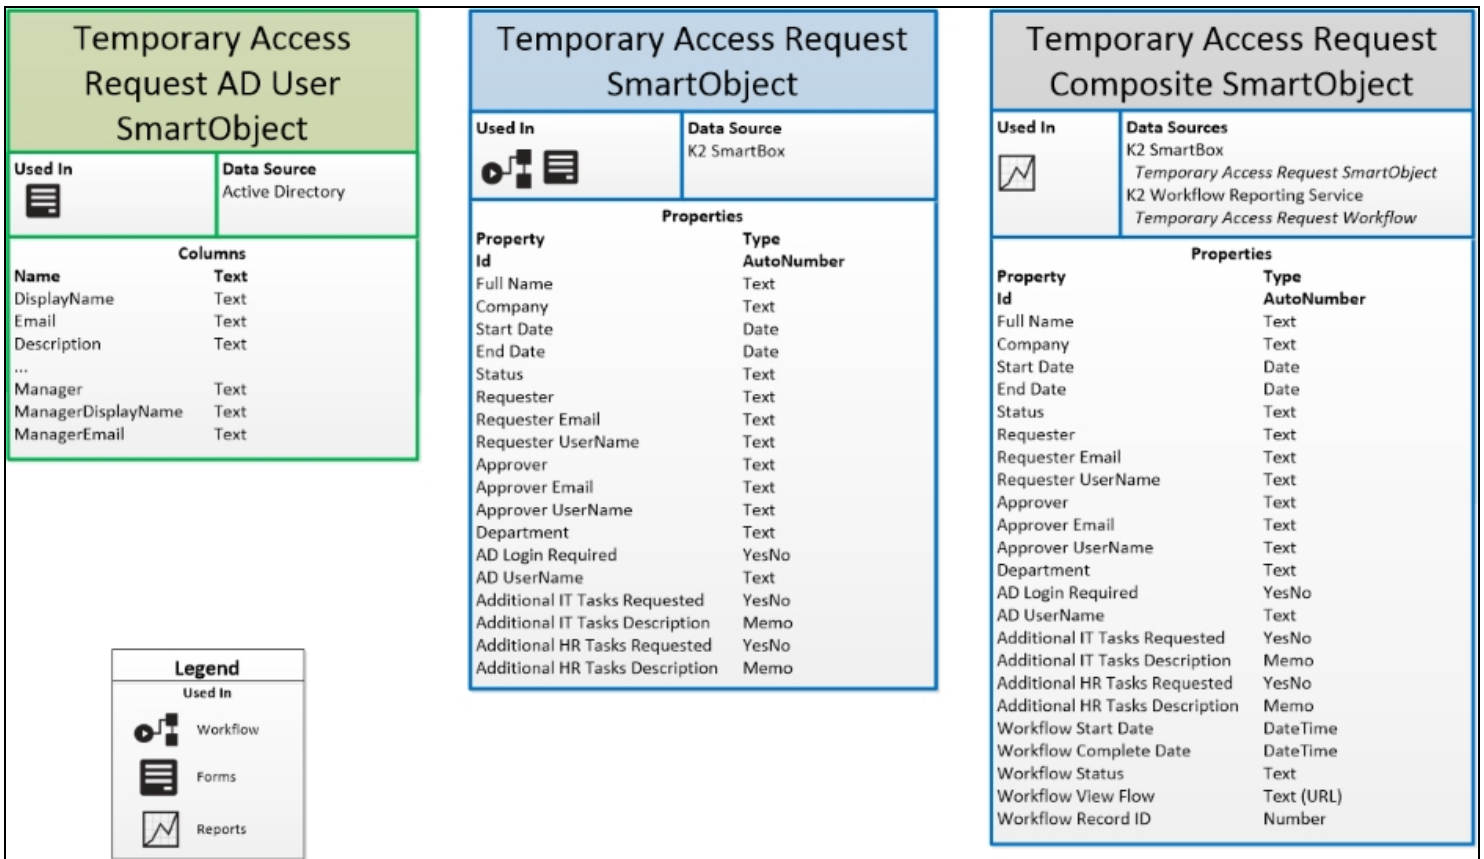 Temporary Access
Request AD User
SmartObject
Used In
Data Source
Active Directory
Columns
Name Text
DisplayName Text
Email Text
Description Text
...
Manager Text
ManagerDisplayName Text
ManagerEmail Text
Legend
Used In
Workflow
Forms
Reports
Temporary Access Request
SmartObject
Used In
Data Source
K2 SmartBox
Properties
Property Type
Id AutoNumber
Full Name Text
Company Text
Start Date Date
End Date Date
Status Text
Requester Text
Requester Email Text
Requester UserName Text
Approver Text
Approver Email Text
Approver UserName Text
Department Text
AD Login Required YesNo
AD UserName Text
Additional IT Tasks Requested YesNo
Additional IT Tasks Description Memo
Additional HR Tasks Requested YesNo
Additional HR Tasks Description Memo
Temporary Access Request
Composite SmartObject
Used In
Data Sources
K2 SmartBox
Temporary Access Request SmartObject
K2 Workflow Reporting Service
Temporary Access Request Workflow
Properties
Property Type
Id AutoNumber
Full Name Text
Company Text
Start Date Date
End Date Date
Status Text
Requester Text
Requester Email Text
Requester UserName Text
Approver Text
Approver Email Text
Approver UserName Text
Department Text
AD Login Required YesNo
AD UserName Text
Additional IT Tasks Requested YesNo
Additional IT Tasks Description Memo
Additional HR Tasks Requested YesNo
Additional HR Tasks Description Memo
Workflow Start Date DateTime
Workflow Complete Date DateTime
Workflow Status Text
Workflow View Flow Text (URL)
Workflow Record ID Number